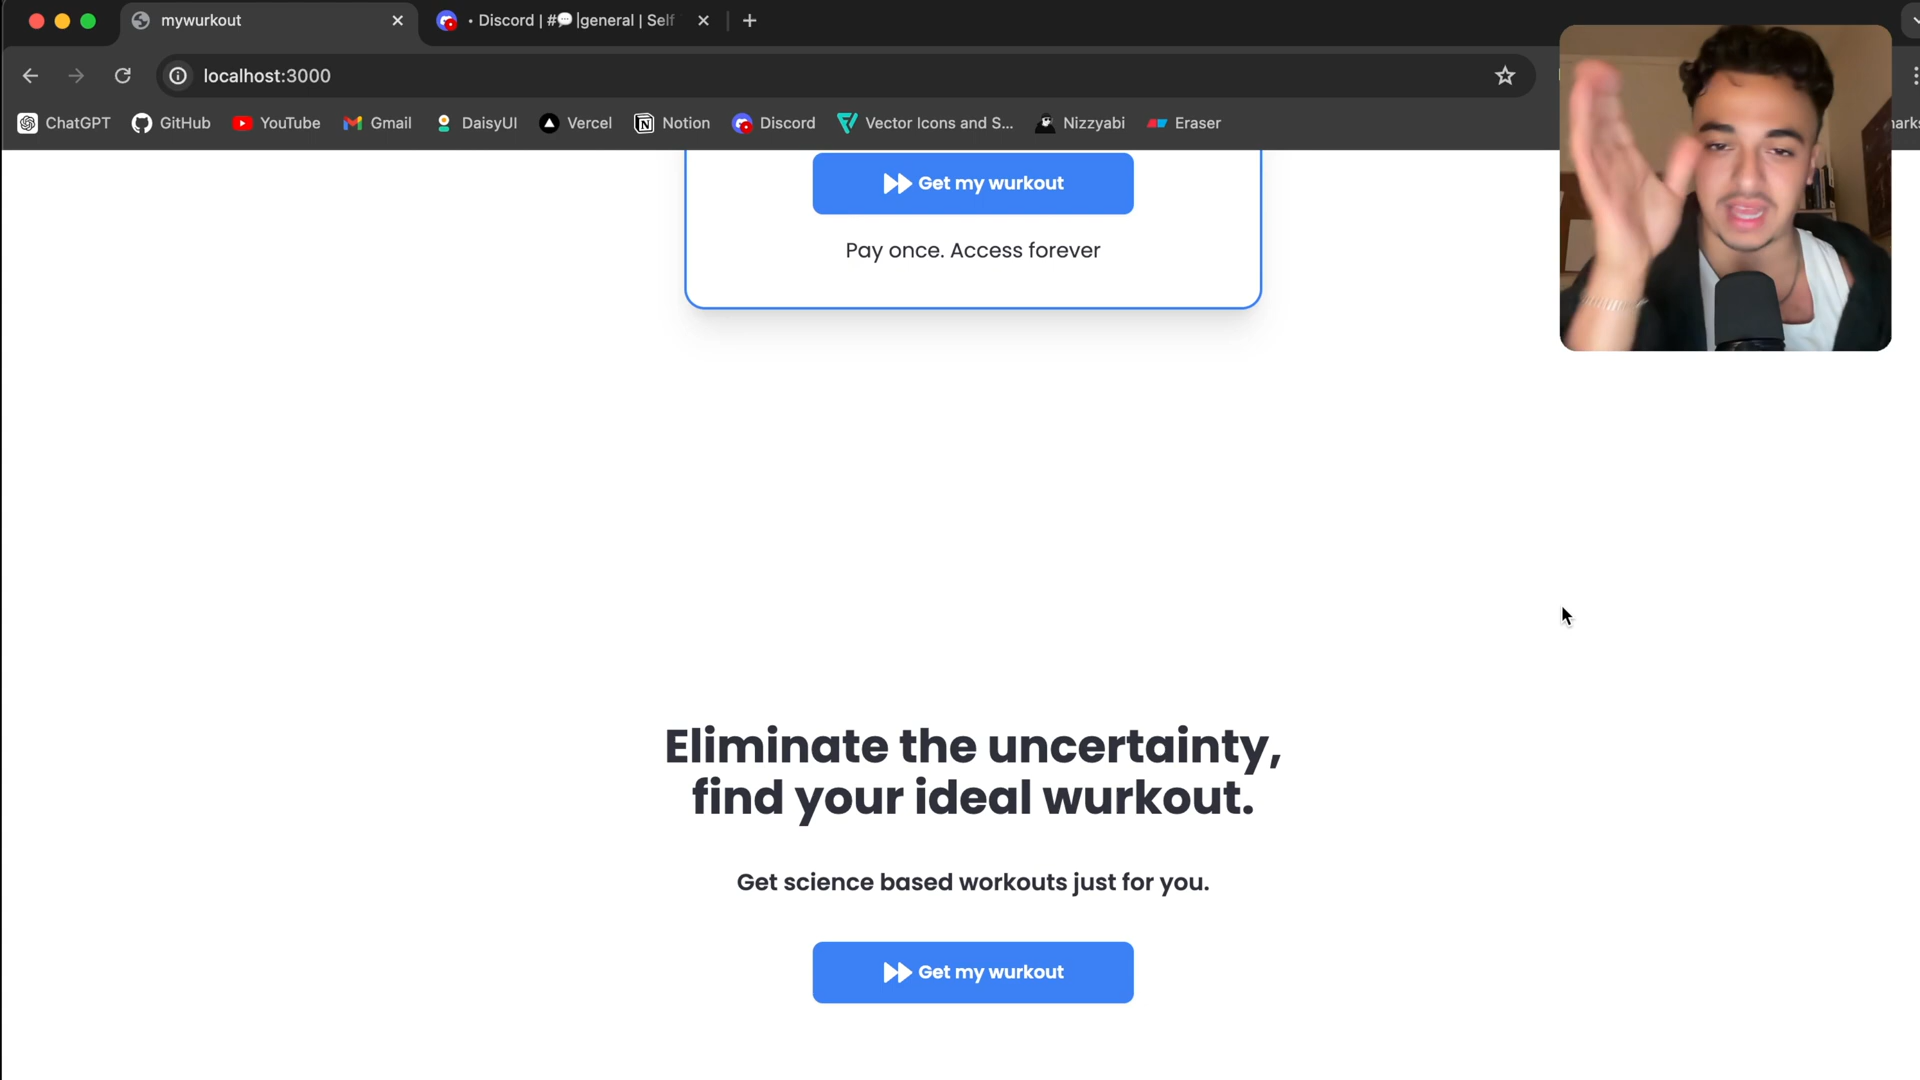 mywurkout
• Discord | #💬 |general | Self
localhost:3000
ChatGPT
GitHub
YouTube
Gmail
DaisyUI
Vercel
Notion
Discord
Vector Icons and S...
Nizzyabi
Eraser
Get my wurkout
Pay once. Access forever
Eliminate the uncertainty,
find your ideal wurkout.
Get science based workouts just for you.
Get my wurkout